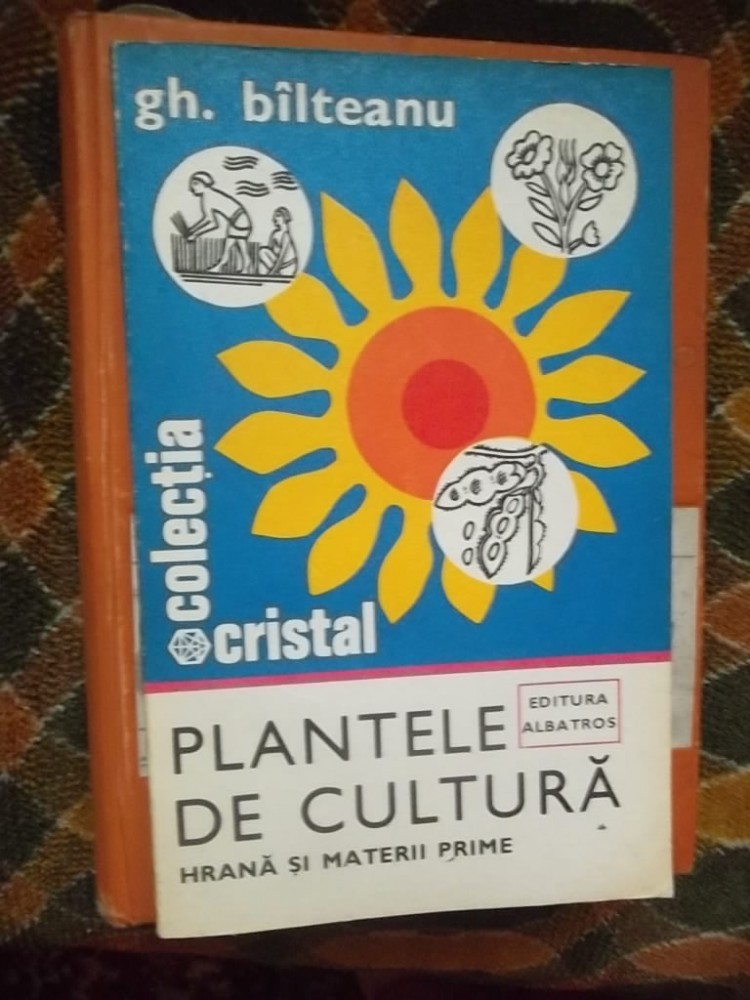 gh. bîlteanu
colecția
cristal
PLANTELE
EDITURA
ALBATROS
DE CULTURĂ
HRANĂ ȘI MATERII PRIME